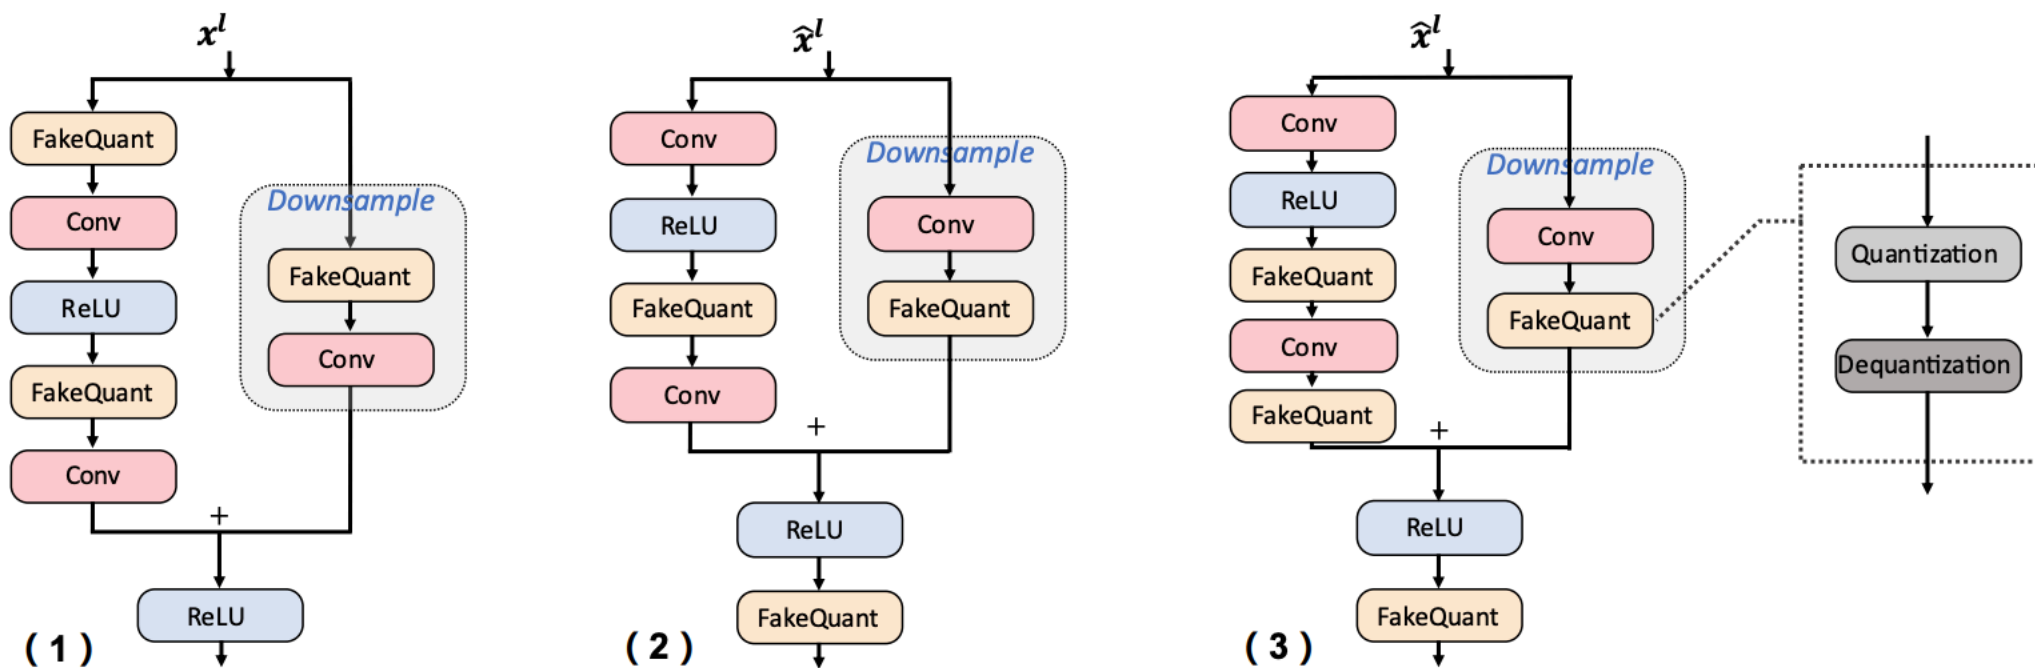 x^l
FakeQuant
Conv
ReLU
FakeQuant
Conv
Downsample
FakeQuant
Conv
+
ReLU
( 1 )
x̂^l
Conv
ReLU
FakeQuant
Conv
Downsample
Conv
FakeQuant
+
ReLU
FakeQuant
( 2 )
x̂^l
Conv
ReLU
FakeQuant
Conv
FakeQuant
Downsample
Conv
FakeQuant
+
ReLU
FakeQuant
( 3 )
Quantization
Dequantization